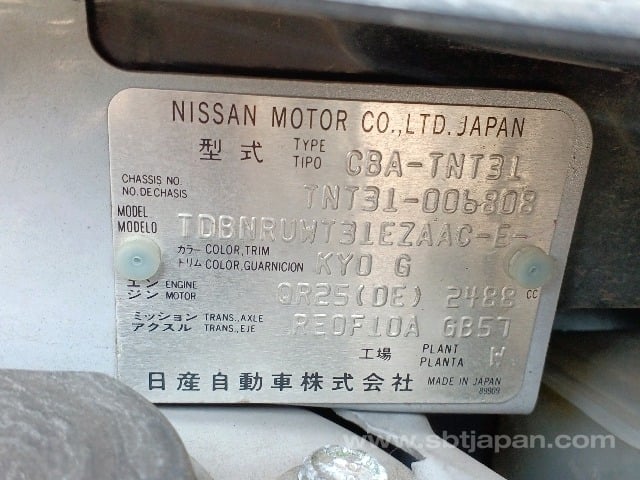 NISSAN MOTOR CO.,LTD. JAPAN
型式 TYPE TIPO CBA-TNT31
CHASSIS NO. NO. DE CHASIS TNT31-006808
MODEL MODELO TDBNRUWT31EZAAC-E-
カラー COLOR, TRIM トリム COLOR, GUARNICION KY0 G
エンジン ENGINE MOTOR QR25(DE) 2488 CC
ミッション TRANS., AXLE アクスル TRANS., EJE RE0F10A GB57
工場 PLANT PLANTA W
日産自動車株式会社 MADE IN JAPAN
89909
www.sbtjapan.com